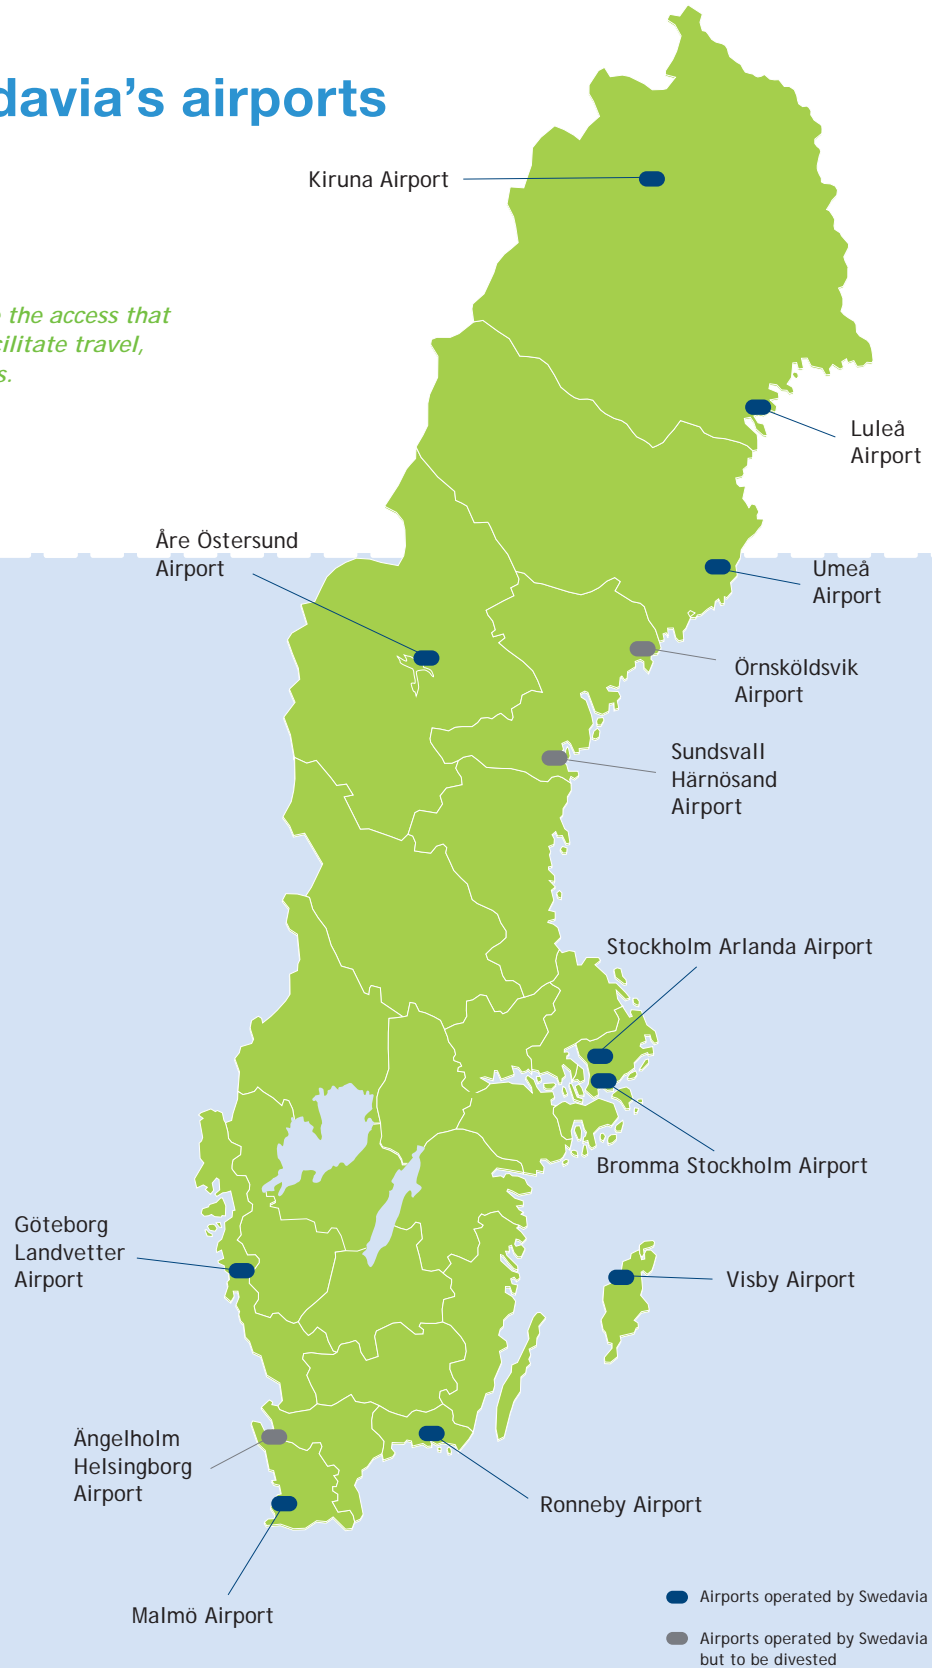 davia's airports
Kiruna Airport
the access that
cilitate travel,
s.
Luleå
Airport
Åre Östersund
Airport
Umeå
Airport
Örnsköldsvik
Airport
Sundsvall
Härnösand
Airport
Stockholm Arlanda Airport
Bromma Stockholm Airport
Göteborg
Landvetter
Airport
Visby Airport
Ängelholm
Helsingborg
Airport
Ronneby Airport
Malmö Airport
Airports operated by Swedavia
Airports operated by Swedavia
but to be divested